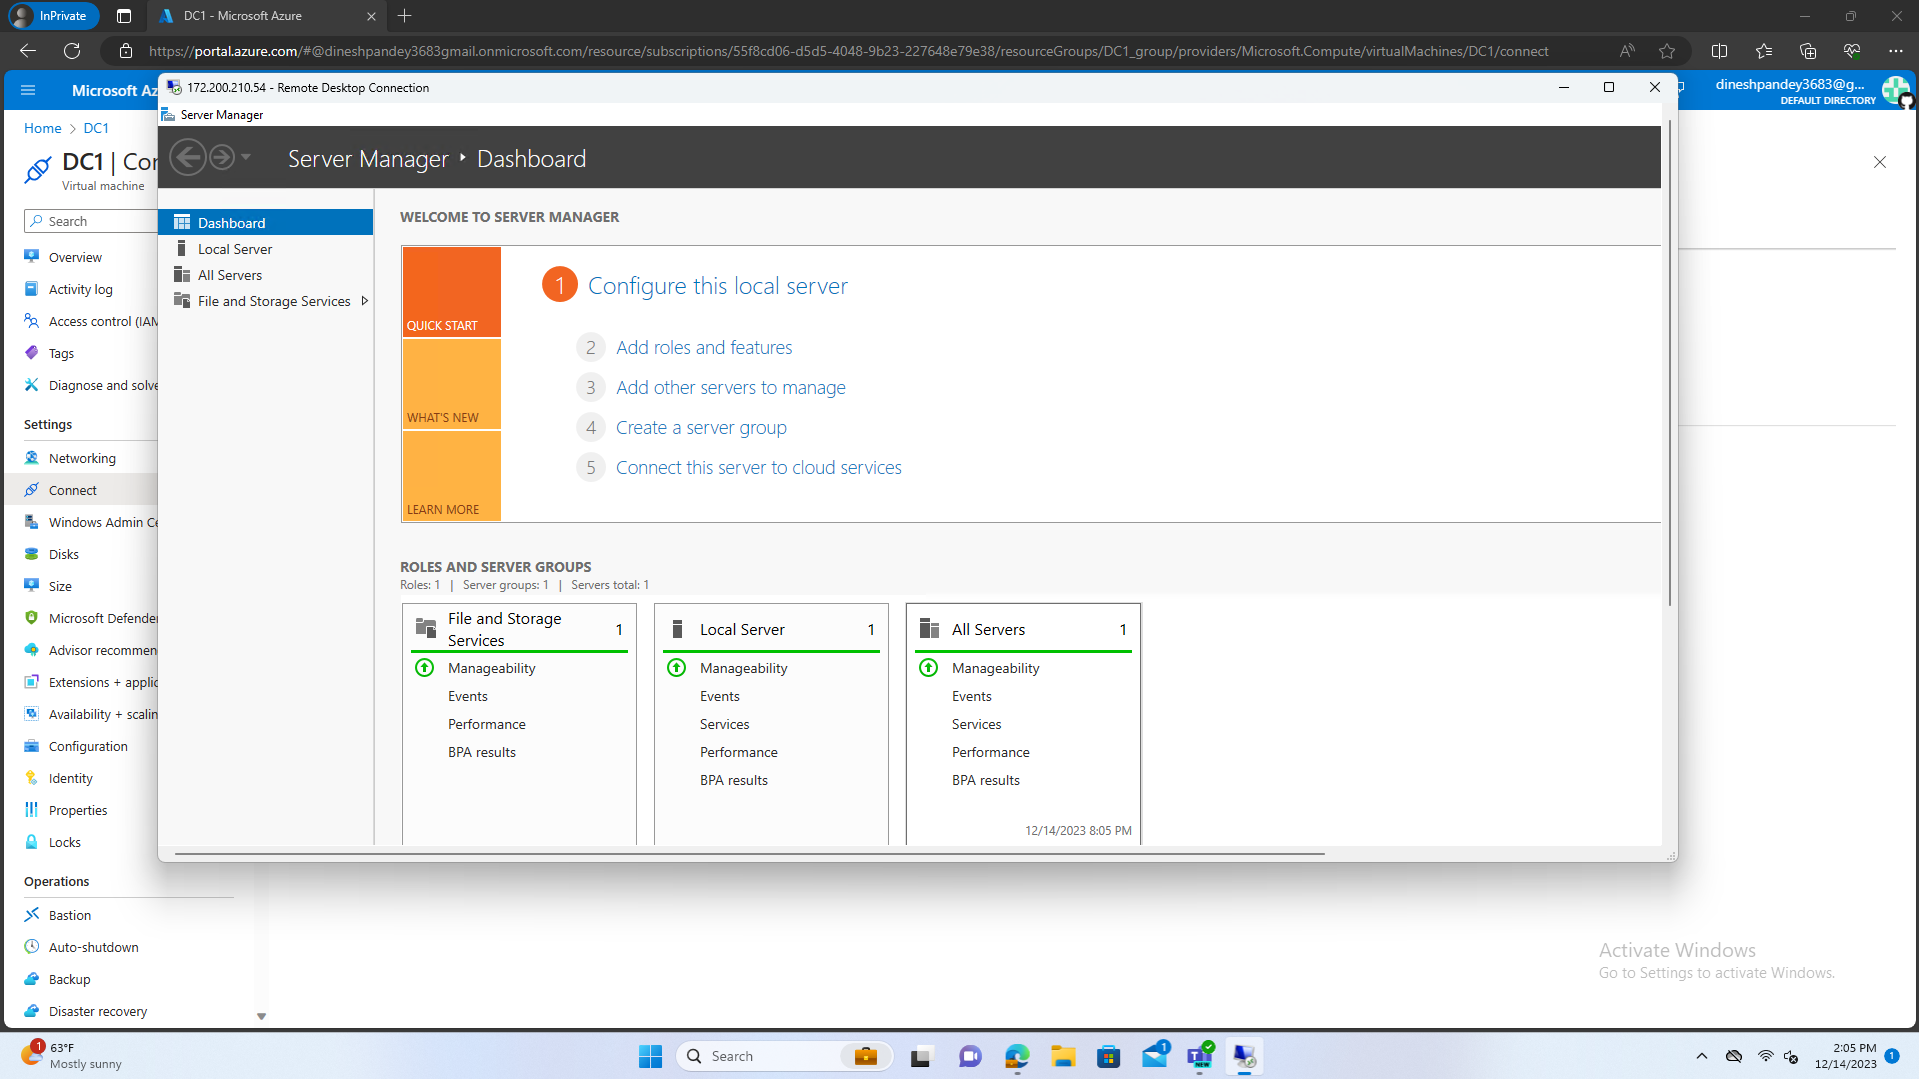 InPrivate
DC1 - Microsoft Azure
https://portal.azure.com/#@dineshpandey3683gmail.onmicrosoft.com/resource/subscriptions/55f8cd06-d5d5-4048-9b23-227648e79e38/resourceGroups/DC1_group/providers/Microsoft.Compute/virtualMachines/DC1/connect
Microsoft Az
dineshpandey3683@g...
DEFAULT DIRECTORY
Home > DC1
DC1 | Cor
Virtual machine
Search
Overview
Activity log
Access control (IAM
Tags
Diagnose and solve
Settings
Networking
Connect
Windows Admin Ce
Disks
Size
Microsoft Defende
Advisor recommen
Extensions + applic
Availability + scalin
Configuration
Identity
Properties
Locks
Operations
Bastion
Auto-shutdown
Backup
Disaster recovery
172.200.210.54 - Remote Desktop Connection
Server Manager
Server Manager ‣ Dashboard
Dashboard
Local Server
All Servers
File and Storage Services
WELCOME TO SERVER MANAGER
QUICK START
WHAT'S NEW
LEARN MORE
1 Configure this local server
2 Add roles and features
3 Add other servers to manage
4 Create a server group
5 Connect this server to cloud services
ROLES AND SERVER GROUPS
Roles: 1 | Server groups: 1 | Servers total: 1
File and Storage
Services 1
Manageability
Events
Performance
BPA results
Local Server 1
Manageability
Events
Services
Performance
BPA results
All Servers 1
Manageability
Events
Services
Performance
BPA results
12/14/2023 8:05 PM
Activate Windows
Go to Settings to activate Windows.
1
63°F
Mostly sunny
Search
1
NEW
2:05 PM
12/14/2023
1